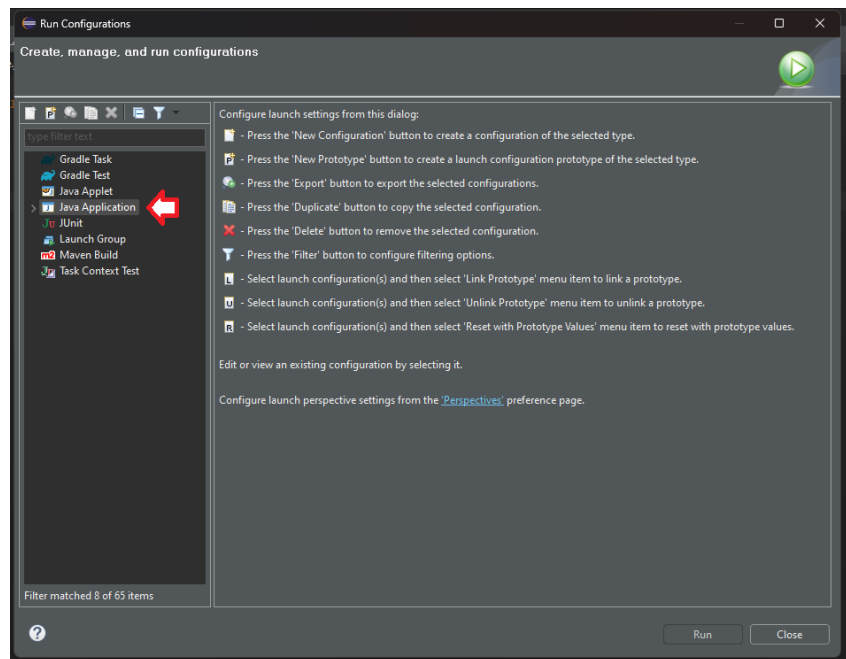 Run Configurations
Create, manage, and run configurations
type filter text
Gradle Task
Gradle Test
Java Applet
Java Application
JUnit
Launch Group
Maven Build
Task Context Test
Filter matched 8 of 65 items
Configure launch settings from this dialog:
- Press the 'New Configuration' button to create a configuration of the selected type.
- Press the 'New Prototype' button to create a launch configuration prototype of the selected type.
- Press the 'Export' button to export the selected configurations.
- Press the 'Duplicate' button to copy the selected configuration.
- Press the 'Delete' button to remove the selected configuration.
- Press the 'Filter' button to configure filtering options.
L - Select launch configuration(s) and then select 'Link Prototype' menu item to link a prototype.
U - Select launch configuration(s) and then select 'Unlink Prototype' menu item to unlink a prototype.
R - Select launch configuration(s) and then select 'Reset with Prototype Values' menu item to reset with prototype values.
Edit or view an existing configuration by selecting it.
Configure launch perspective settings from the 'Perspectives' preference page.
Run
Close